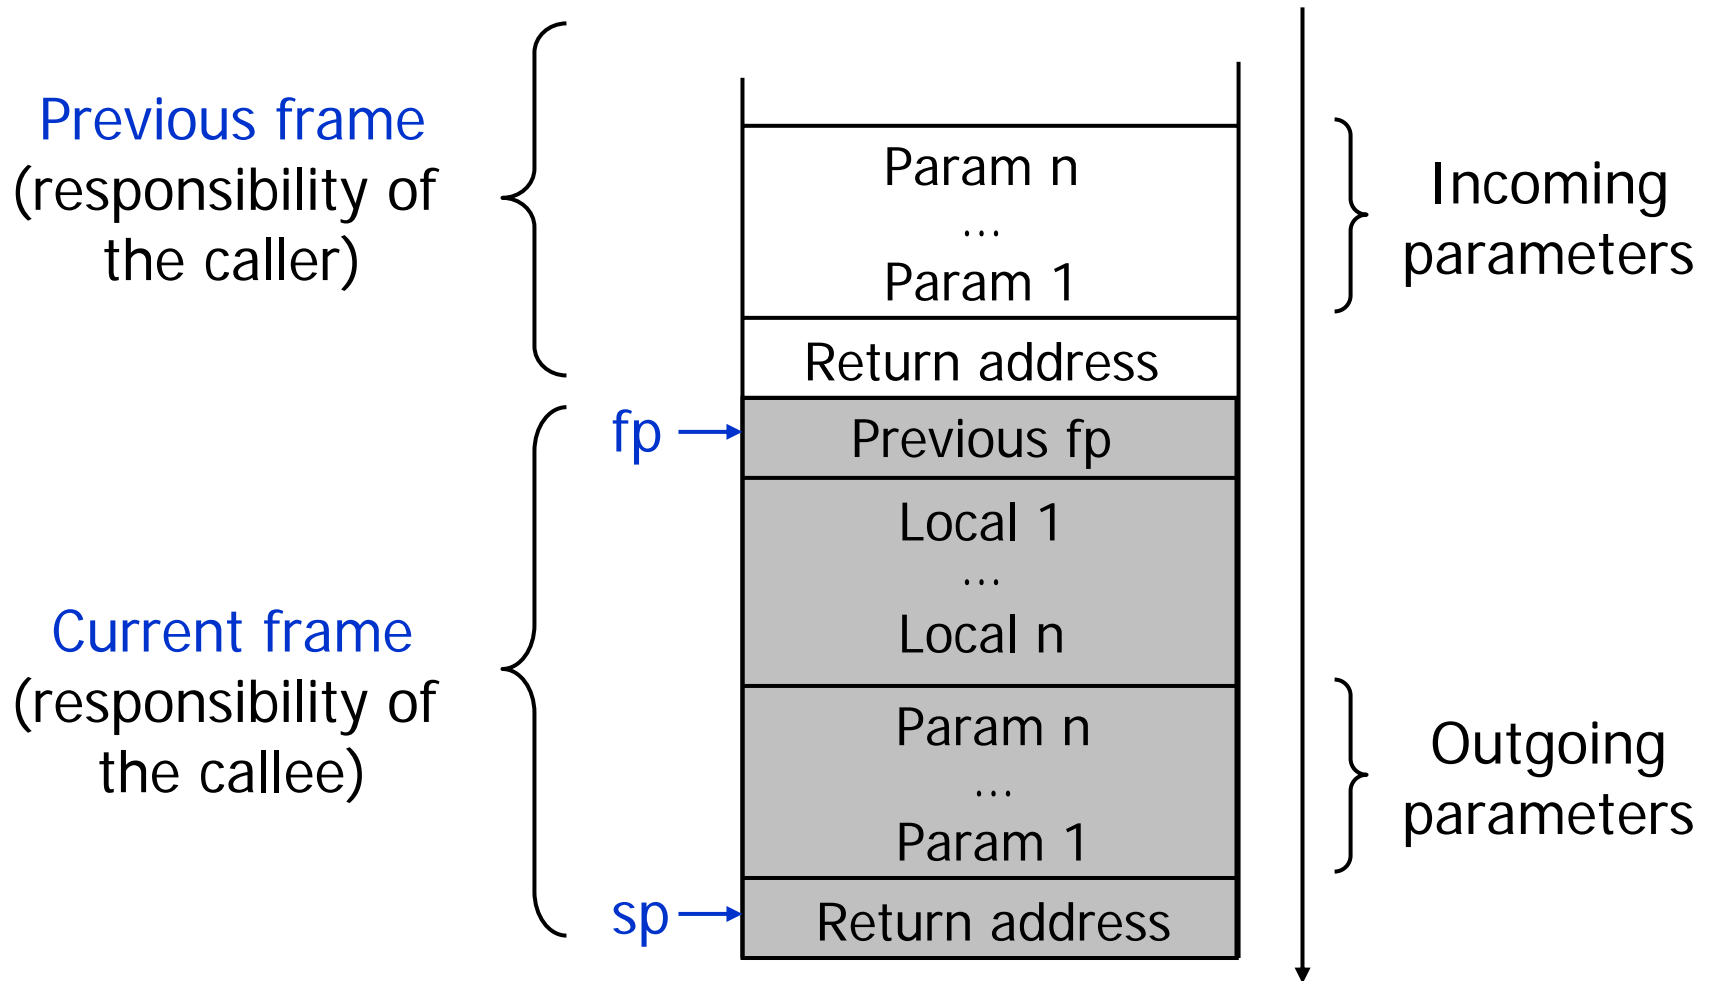 Previous frame
(responsibility of
the caller)
Param n
...
Param 1
Incoming
parameters
Return address
fp
Previous fp
Local 1
...
Local n
Current frame
(responsibility of
the callee)
Param n
...
Param 1
Outgoing
parameters
sp
Return address